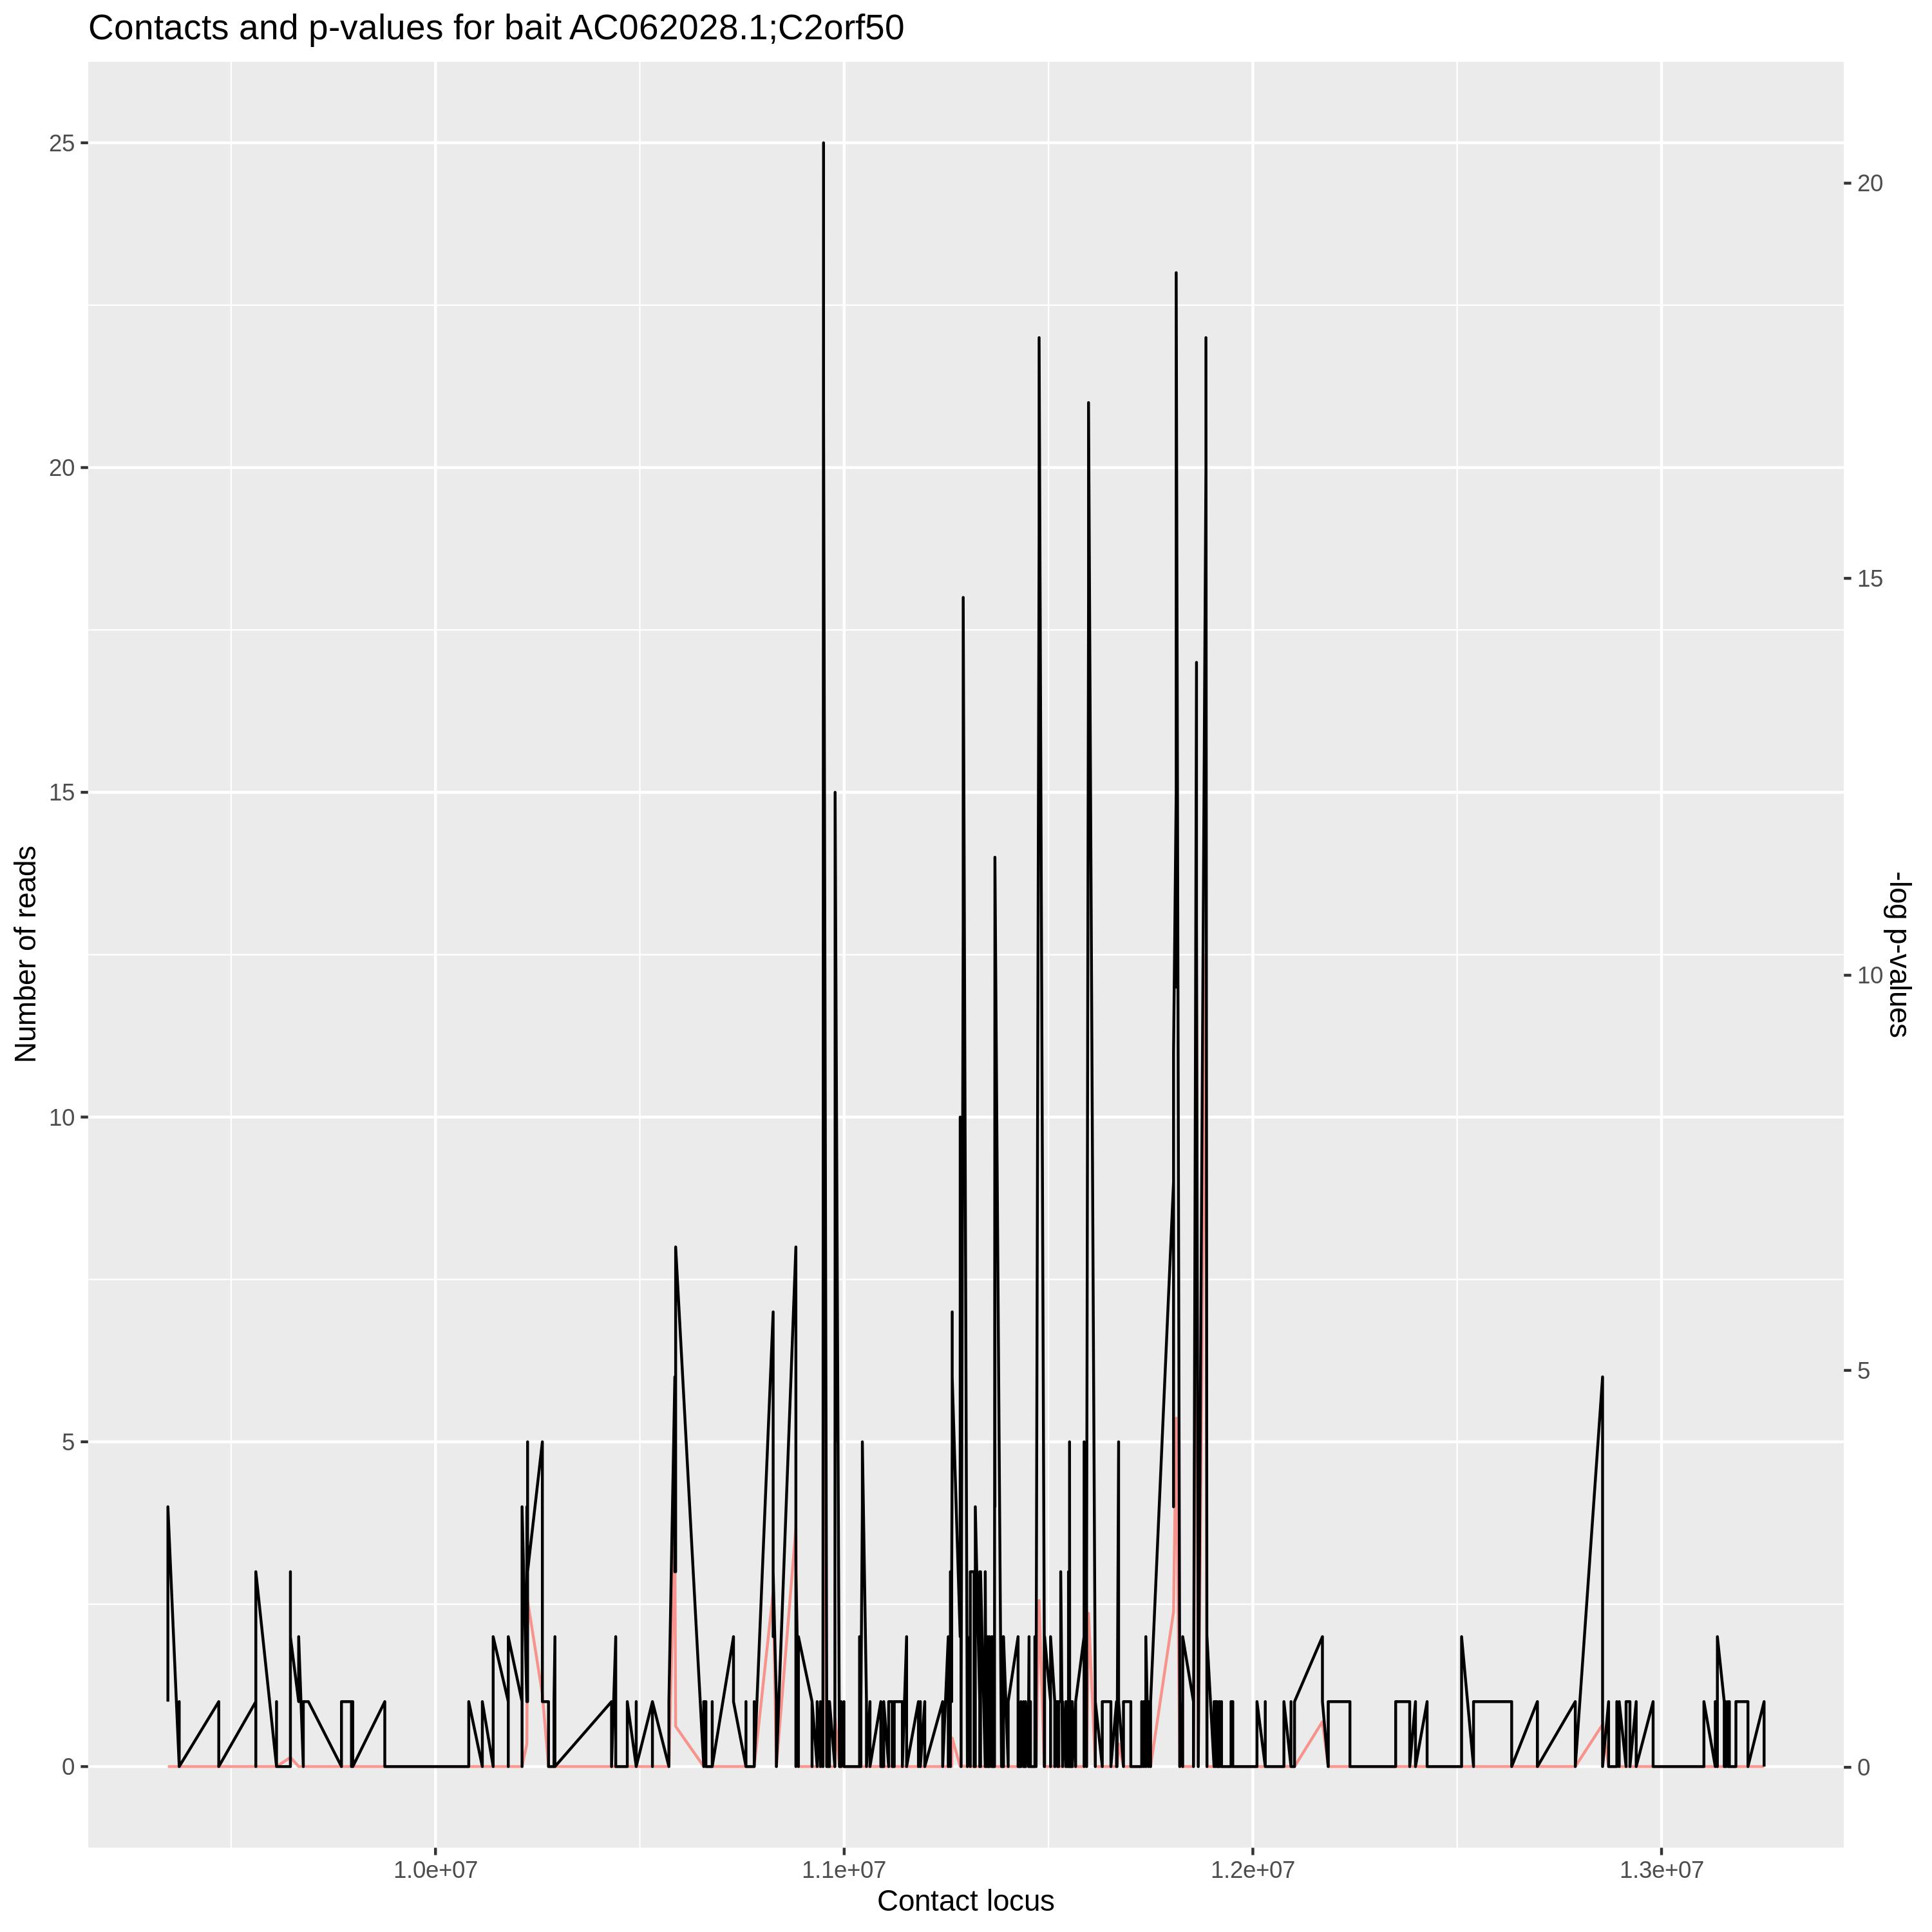 Contacts and p-values for bait AC062028.1;C2orf50
25
20
15
10
5
0
Number of reads
20
15
10
5
0
-log p-values
1.0e+07
1.1e+07
1.2e+07
1.3e+07
Contact locus